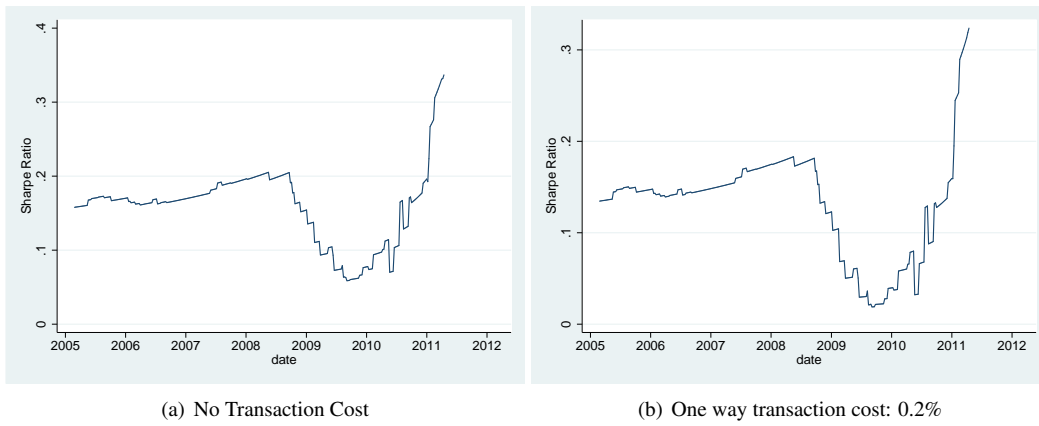 .4
.3
.2
.1
0
Sharpe Ratio
2005 2006 2007 2008 2009 2010 2011 2012
date
(a) No Transaction Cost
.3
.2
.1
0
Sharpe Ratio
2005 2006 2007 2008 2009 2010 2011 2012
date
(b) One way transaction cost: 0.2%